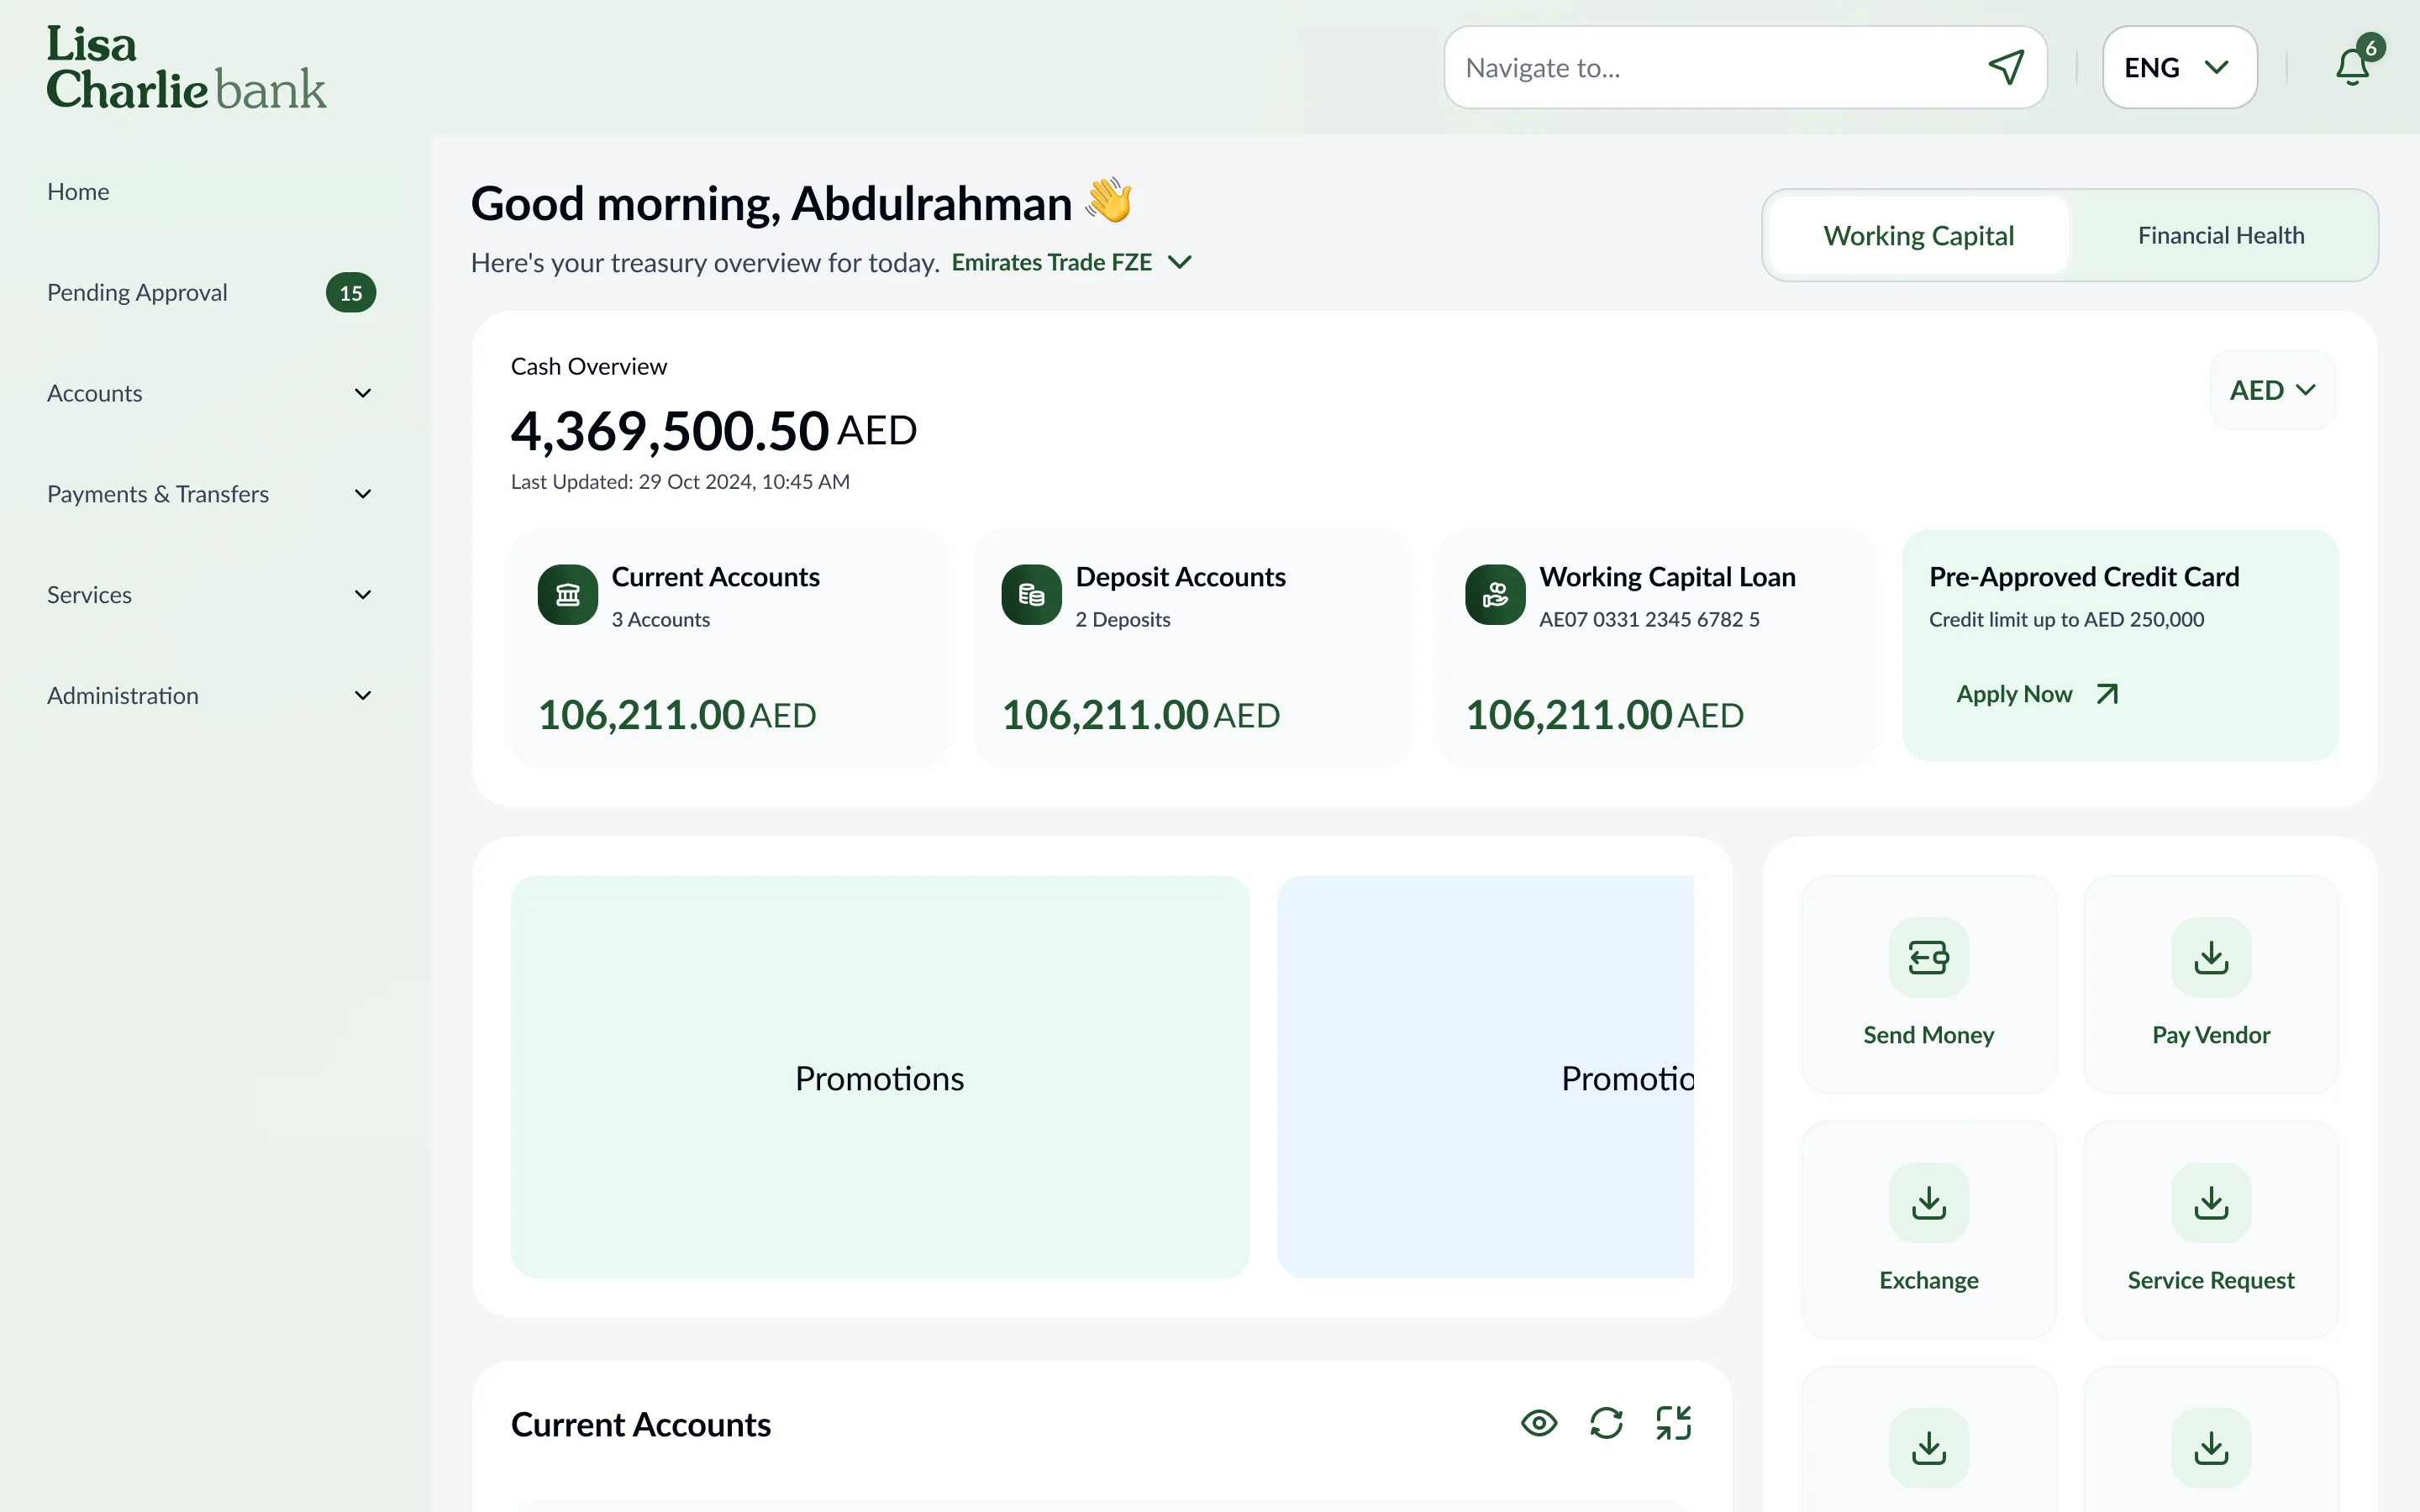 Lisa
Charlie bank
Navigate to...
ENG
6
Home
Pending Approval
15
Accounts
Payments & Transfers
Services
Administration
Good morning, Abdulrahman 👋
Here's your treasury overview for today. Emirates Trade FZE
Working Capital
Financial Health
Cash Overview
AED
4,369,500.50 AED
Last Updated: 29 Oct 2024, 10:45 AM
Current Accounts
3 Accounts
106,211.00 AED
Deposit Accounts
2 Deposits
106,211.00 AED
Working Capital Loan
AE07 0331 2345 6782 5
106,211.00 AED
Pre-Approved Credit Card
Credit limit up to AED 250,000
Apply Now
Promotions
Promotio
Send Money
Pay Vendor
Exchange
Service Request
Current Accounts